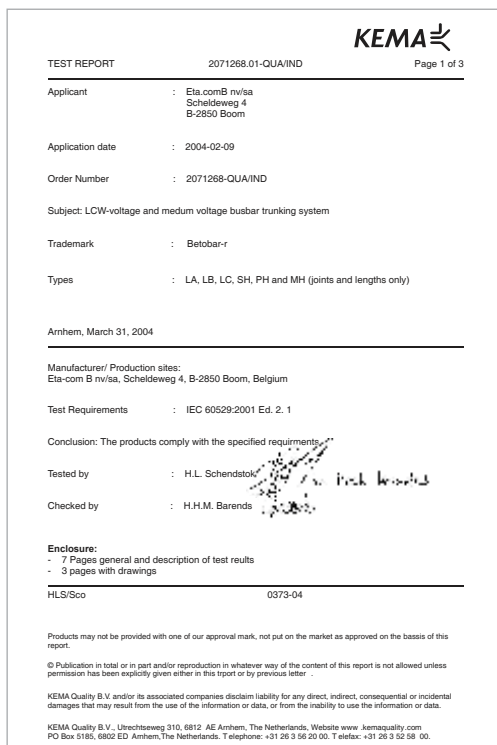 KEMA
TEST REPORT 2071268.01-QUA/IND Page 1 of 3
Applicant : Eta.comB nv/sa
Scheldeweg 4
B-2850 Boom
Application date : 2004-02-09
Order Number : 2071268-QUA/IND
Subject: LCW-voltage and medum voltage busbar trunking system
Trademark : Betobar-r
Types : LA, LB, LC, SH, PH and MH (joints and lengths only)
Arnhem, March 31, 2004
Manufacturer/ Production sites:
Eta-com B nv/sa, Scheldeweg 4, B-2850 Boom, Belgium
Test Requirements : IEC 60529:2001 Ed. 2. 1
Conclusion: The products comply with the specified requirments
Tested by : H.L. Schendstok
Checked by : H.H.M. Barends
Enclosure:
- 7 Pages general and description of test reults
- 3 pages with drawings
HLS/Sco 0373-04
Products may not be provided with one of our approval mark, not put on the market as approved on the bassis of this
report.
© Publication in total or in part and/or reproduction in whatever way of the content of this report is not allowed unless
permission has been explicitly given either in this trport or by previous letter .
KEMA Quality B.V. and/or its associated companies disclaim liability for any direct, indirect, consequential or incidental
damages that may result from the use of the information or data, or from the inability to use the information or data.
KEMA Quality B.V., Utrechtseweg 310, 6812 AE Arnhem, The Netherlands, Website www .kemaquality.com
PO Box 5185, 6802 ED Arnhem,The Netherlands. T elephone: +31 26 3 56 20 00. T elefax: +31 26 3 52 58 00.